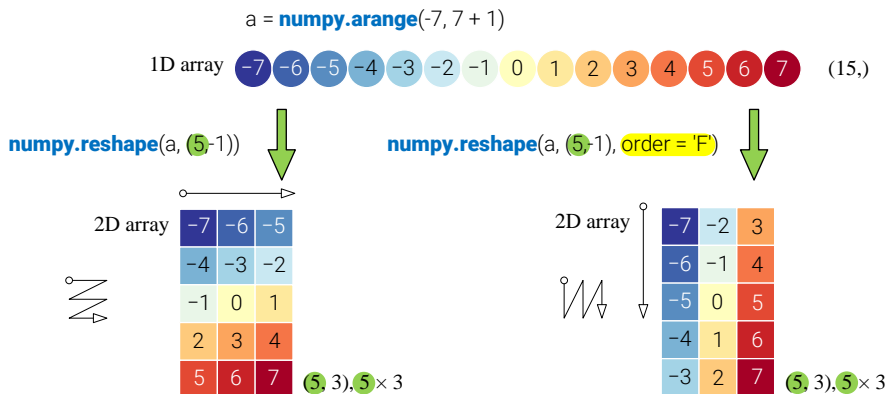 a = numpy.arange(-7, 7 + 1)
1D array −7 −6 −5 −4 −3 −2 −1 0 1 2 3 4 5 6 7 (15,)
numpy.reshape(a, (5,-1))
numpy.reshape(a, (5,-1), order = 'F')
2D array −7 −6 −5
−4 −3 −2
−1 0 1
2 3 4
5 6 7 (5, 3), 5 × 3
2D array −7 −2 3
−6 −1 4
−5 0 5
−4 1 6
−3 2 7 (5, 3), 5 × 3